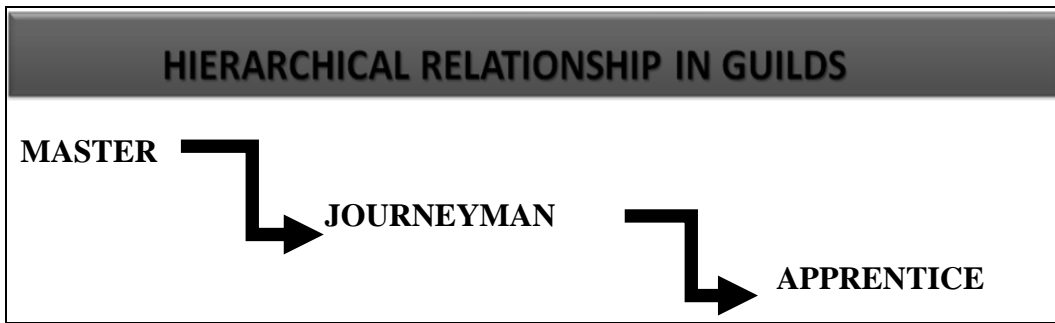 HIERARCHICAL RELATIONSHIP IN GUILDS
MASTER
JOURNEYMAN
APPRENTICE